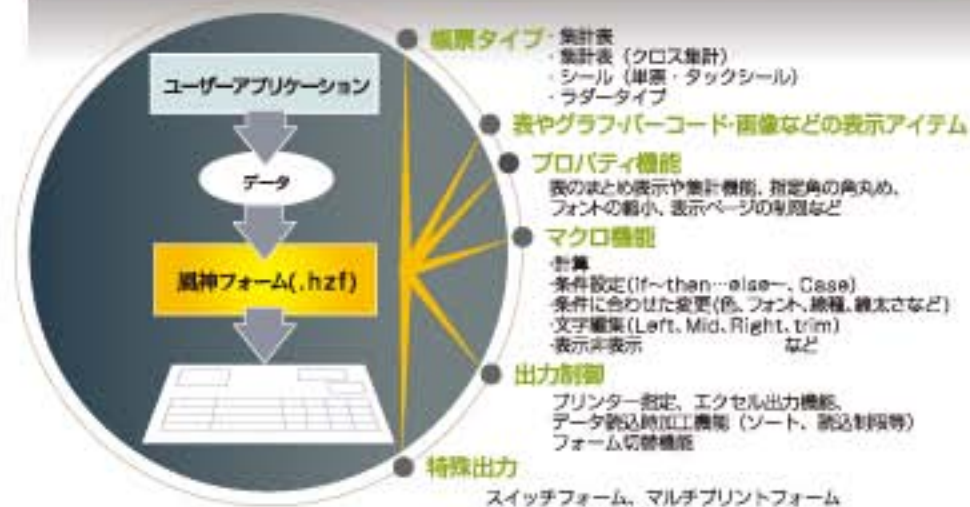 ユーザーアプリケーション
データ
風神フォーム(.hzf)
帳票タイプ
・集計表
・集計表(クロス集計)
・シール(単票・タックシール)
・ラダータイプ
表やグラフ・バーコード・画像などの表示アイテム
プロパティ機能
表のまとめ表示や集計機能、指定角の角丸め、
フォントの縮小、表示ページの制限など
マクロ機能
・計算
・条件設定(if~then…else~、Case)
・条件に合わせた変更(色、フォント、線種、線太さなど)
・文字編集(Left、Mid、Right、trim)
・表示非表示 など
出力制御
プリンター指定、エクセル出力機能、
データ読込時加工機能(ソート、読込制限等)
フォーム切替機能
特殊出力
スイッチフォーム、マルチプリントフォーム